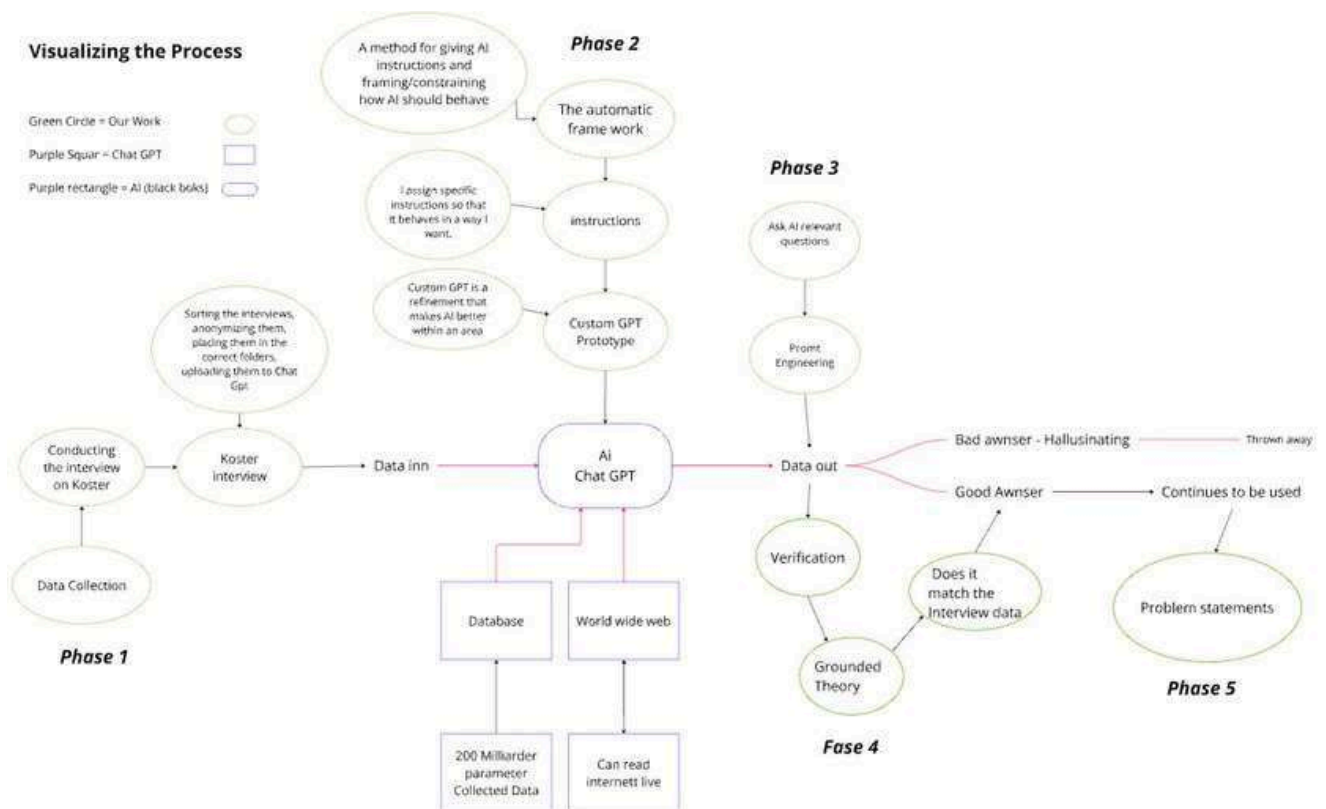 Visualizing the Process
Green Circle = Our Work
Purple Squar = Chat GPT
Purple rectangle = AI (black boks)
Phase 2
A method for giving AI
instructions and
framing/constraining
how AI should behave
The automatic
frame work
I assign specific
instructions so that
it behaves in a way I
want.
instructions
Custom GPT is a
refinement that
makes AI better
within an area
Custom GPT
Prototype
Phase 3
Ask AI relevant
questions
Promt
Engineering
Sorting the interviews,
anonymizing them,
placing them in the
correct folders,
uploading them to Chat
Gpt
Conducting
the interview
on Koster
Koster
interview
Data inn
Ai
Chat GPT
Data out
Bad awnser - Hallusinating
Thrown away
Good Awnser
Continues to be used
Data Collection
Phase 1
Database
World wide web
200 Milliarder
parameter
Collected Data
Can read
internett live
Verification
Grounded
Theory
Does it
match the
Interview data
Fase 4
Problem statements
Phase 5